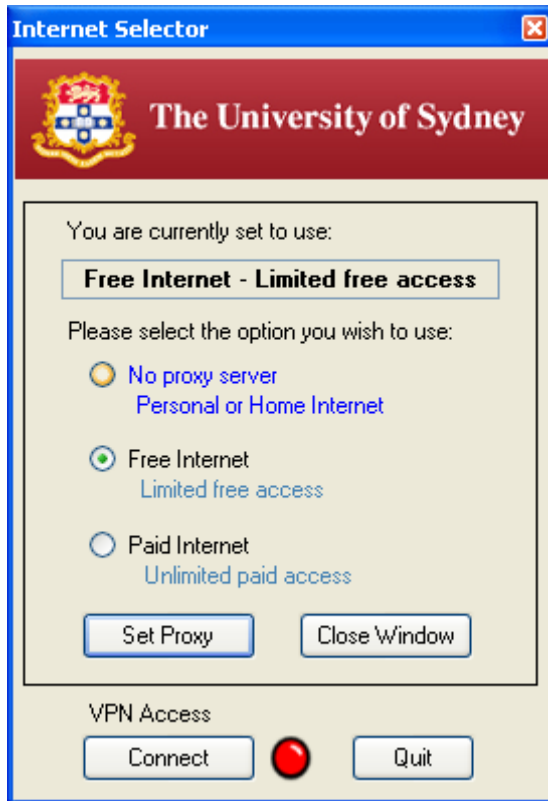 Internet Selector
The University of Sydney
You are currently set to use:
Free Internet - Limited free access
Please select the option you wish to use:
No proxy server
Personal or Home Internet
Free Internet
Limited free access
Paid Internet
Unlimited paid access
Set Proxy Close Window
VPN Access
Connect Quit